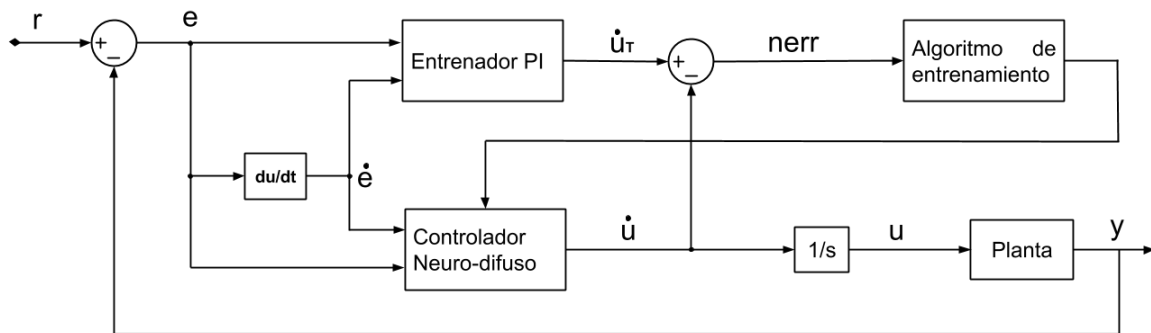 r
e
+
−
Entrenador PI
u̇T
+
−
nerr
Algoritmo de
entrenamiento
du/dt
ė
Controlador
Neuro-difuso
u̇
1/s
u
Planta
y